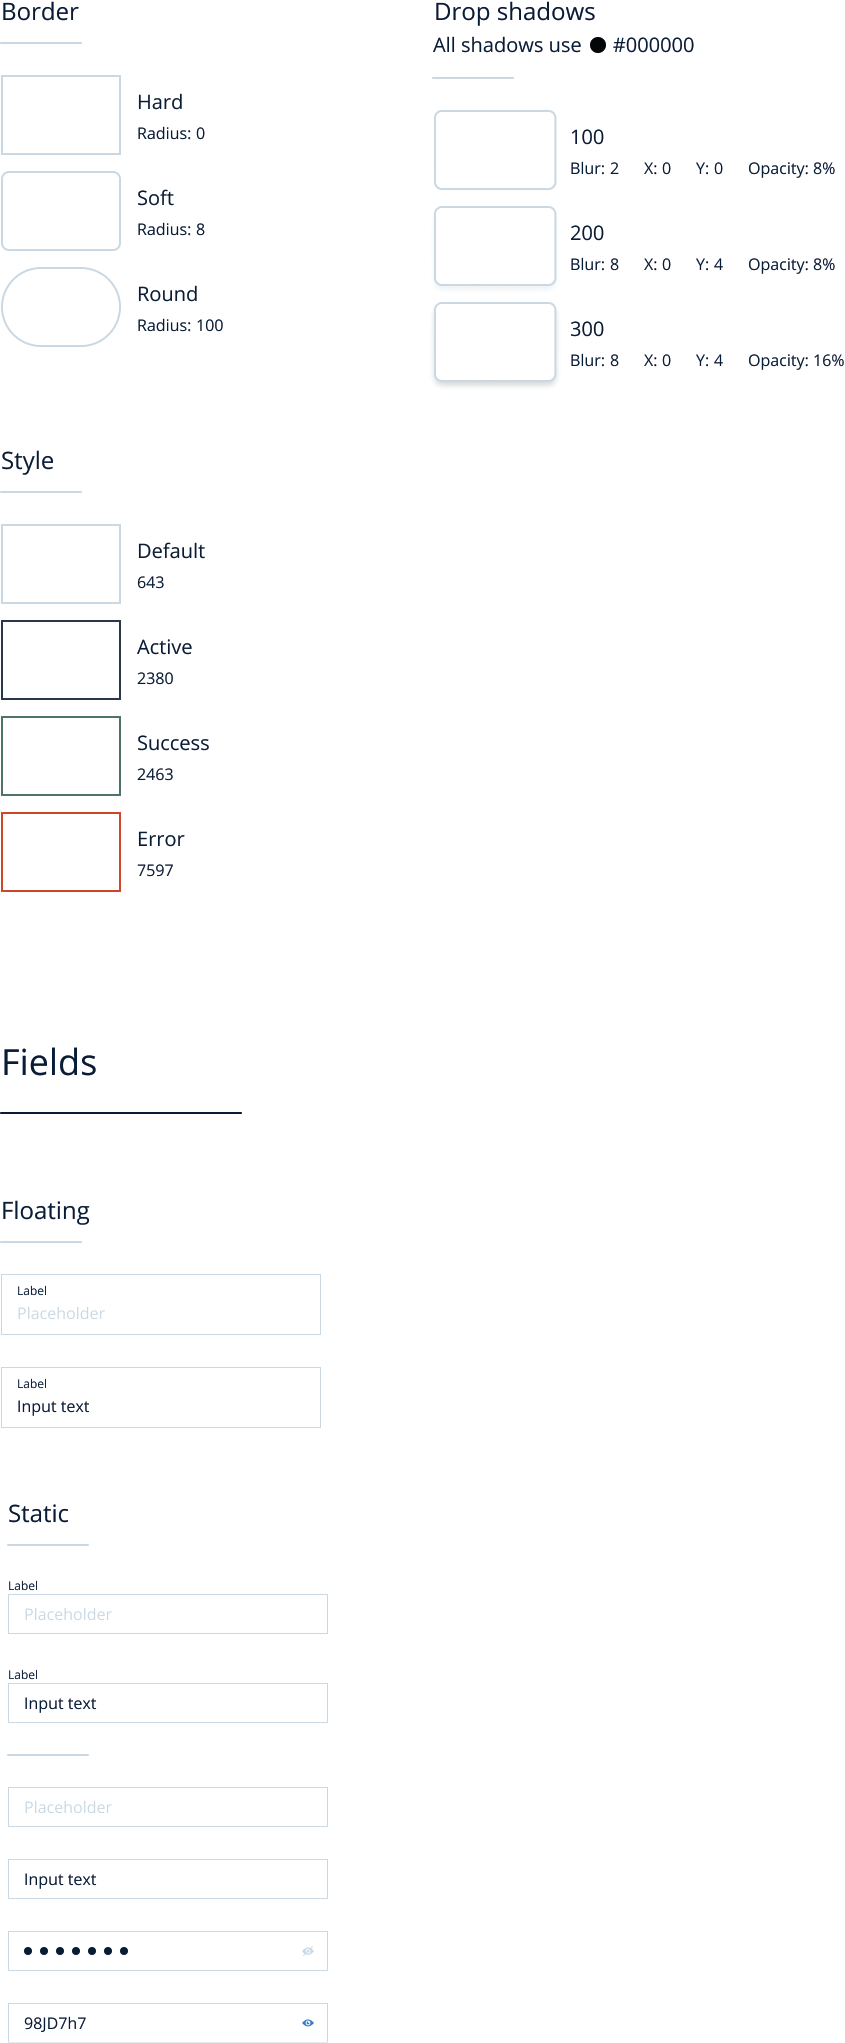 Border
Hard
Radius: 0
Soft
Radius: 8
Round
Radius: 100
Drop shadows
All shadows use #000000
100
Blur: 2 X: 0 Y: 0 Opacity: 8%
200
Blur: 8 X: 0 Y: 4 Opacity: 8%
300
Blur: 8 X: 0 Y: 4 Opacity: 16%
Style
Default
643
Active
2380
Success
2463
Error
7597
Fields
Floating
Label
Placeholder
Label
Input text
Static
Label
Placeholder
Label
Input text
Placeholder
Input text
98JD7h7